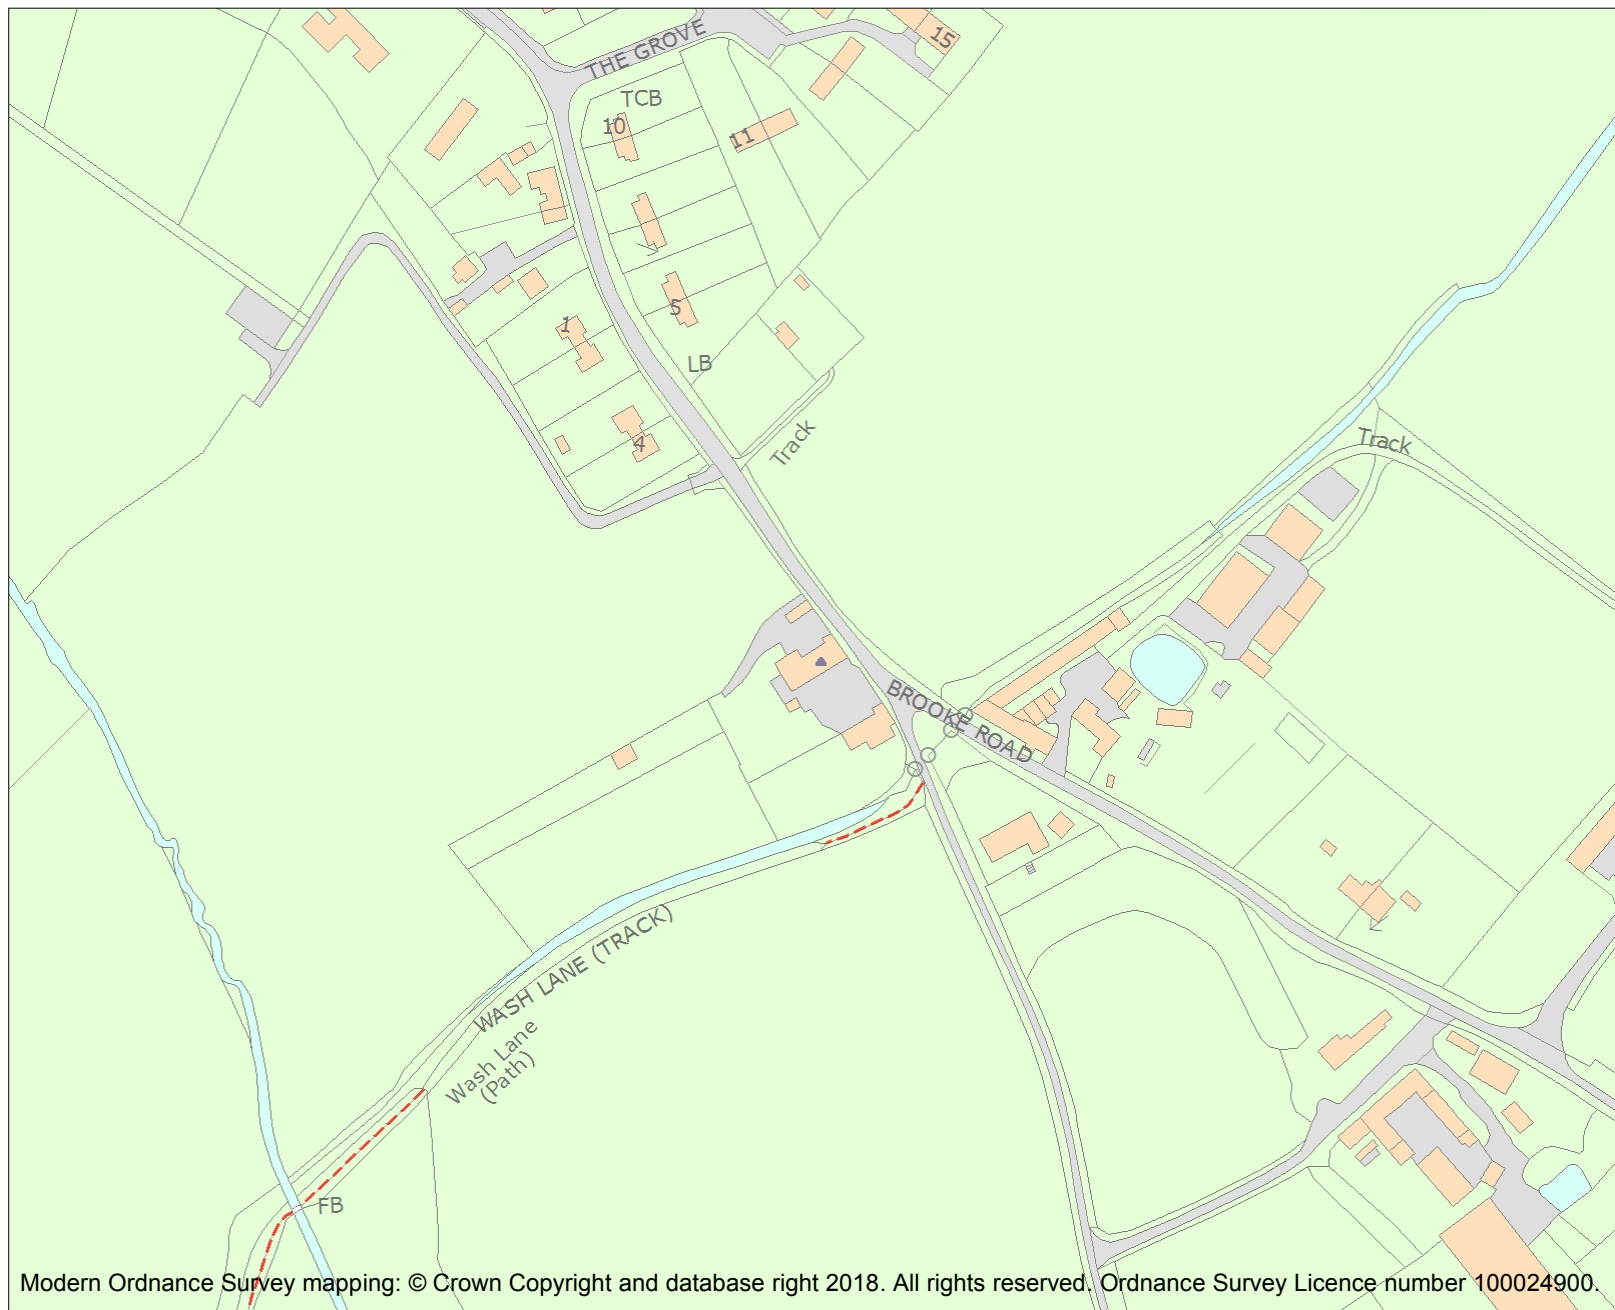 THE GROVE
15
TCB
10
11
1
5
LB
4
Track
Track
BROOKE ROAD
WASH LANE (TRACK)
Wash Lane
(Path)
FB
Modern Ordnance Survey mapping: © Crown Copyright and database right 2018. All rights reserved. Ordnance Survey Licence number 100024900.